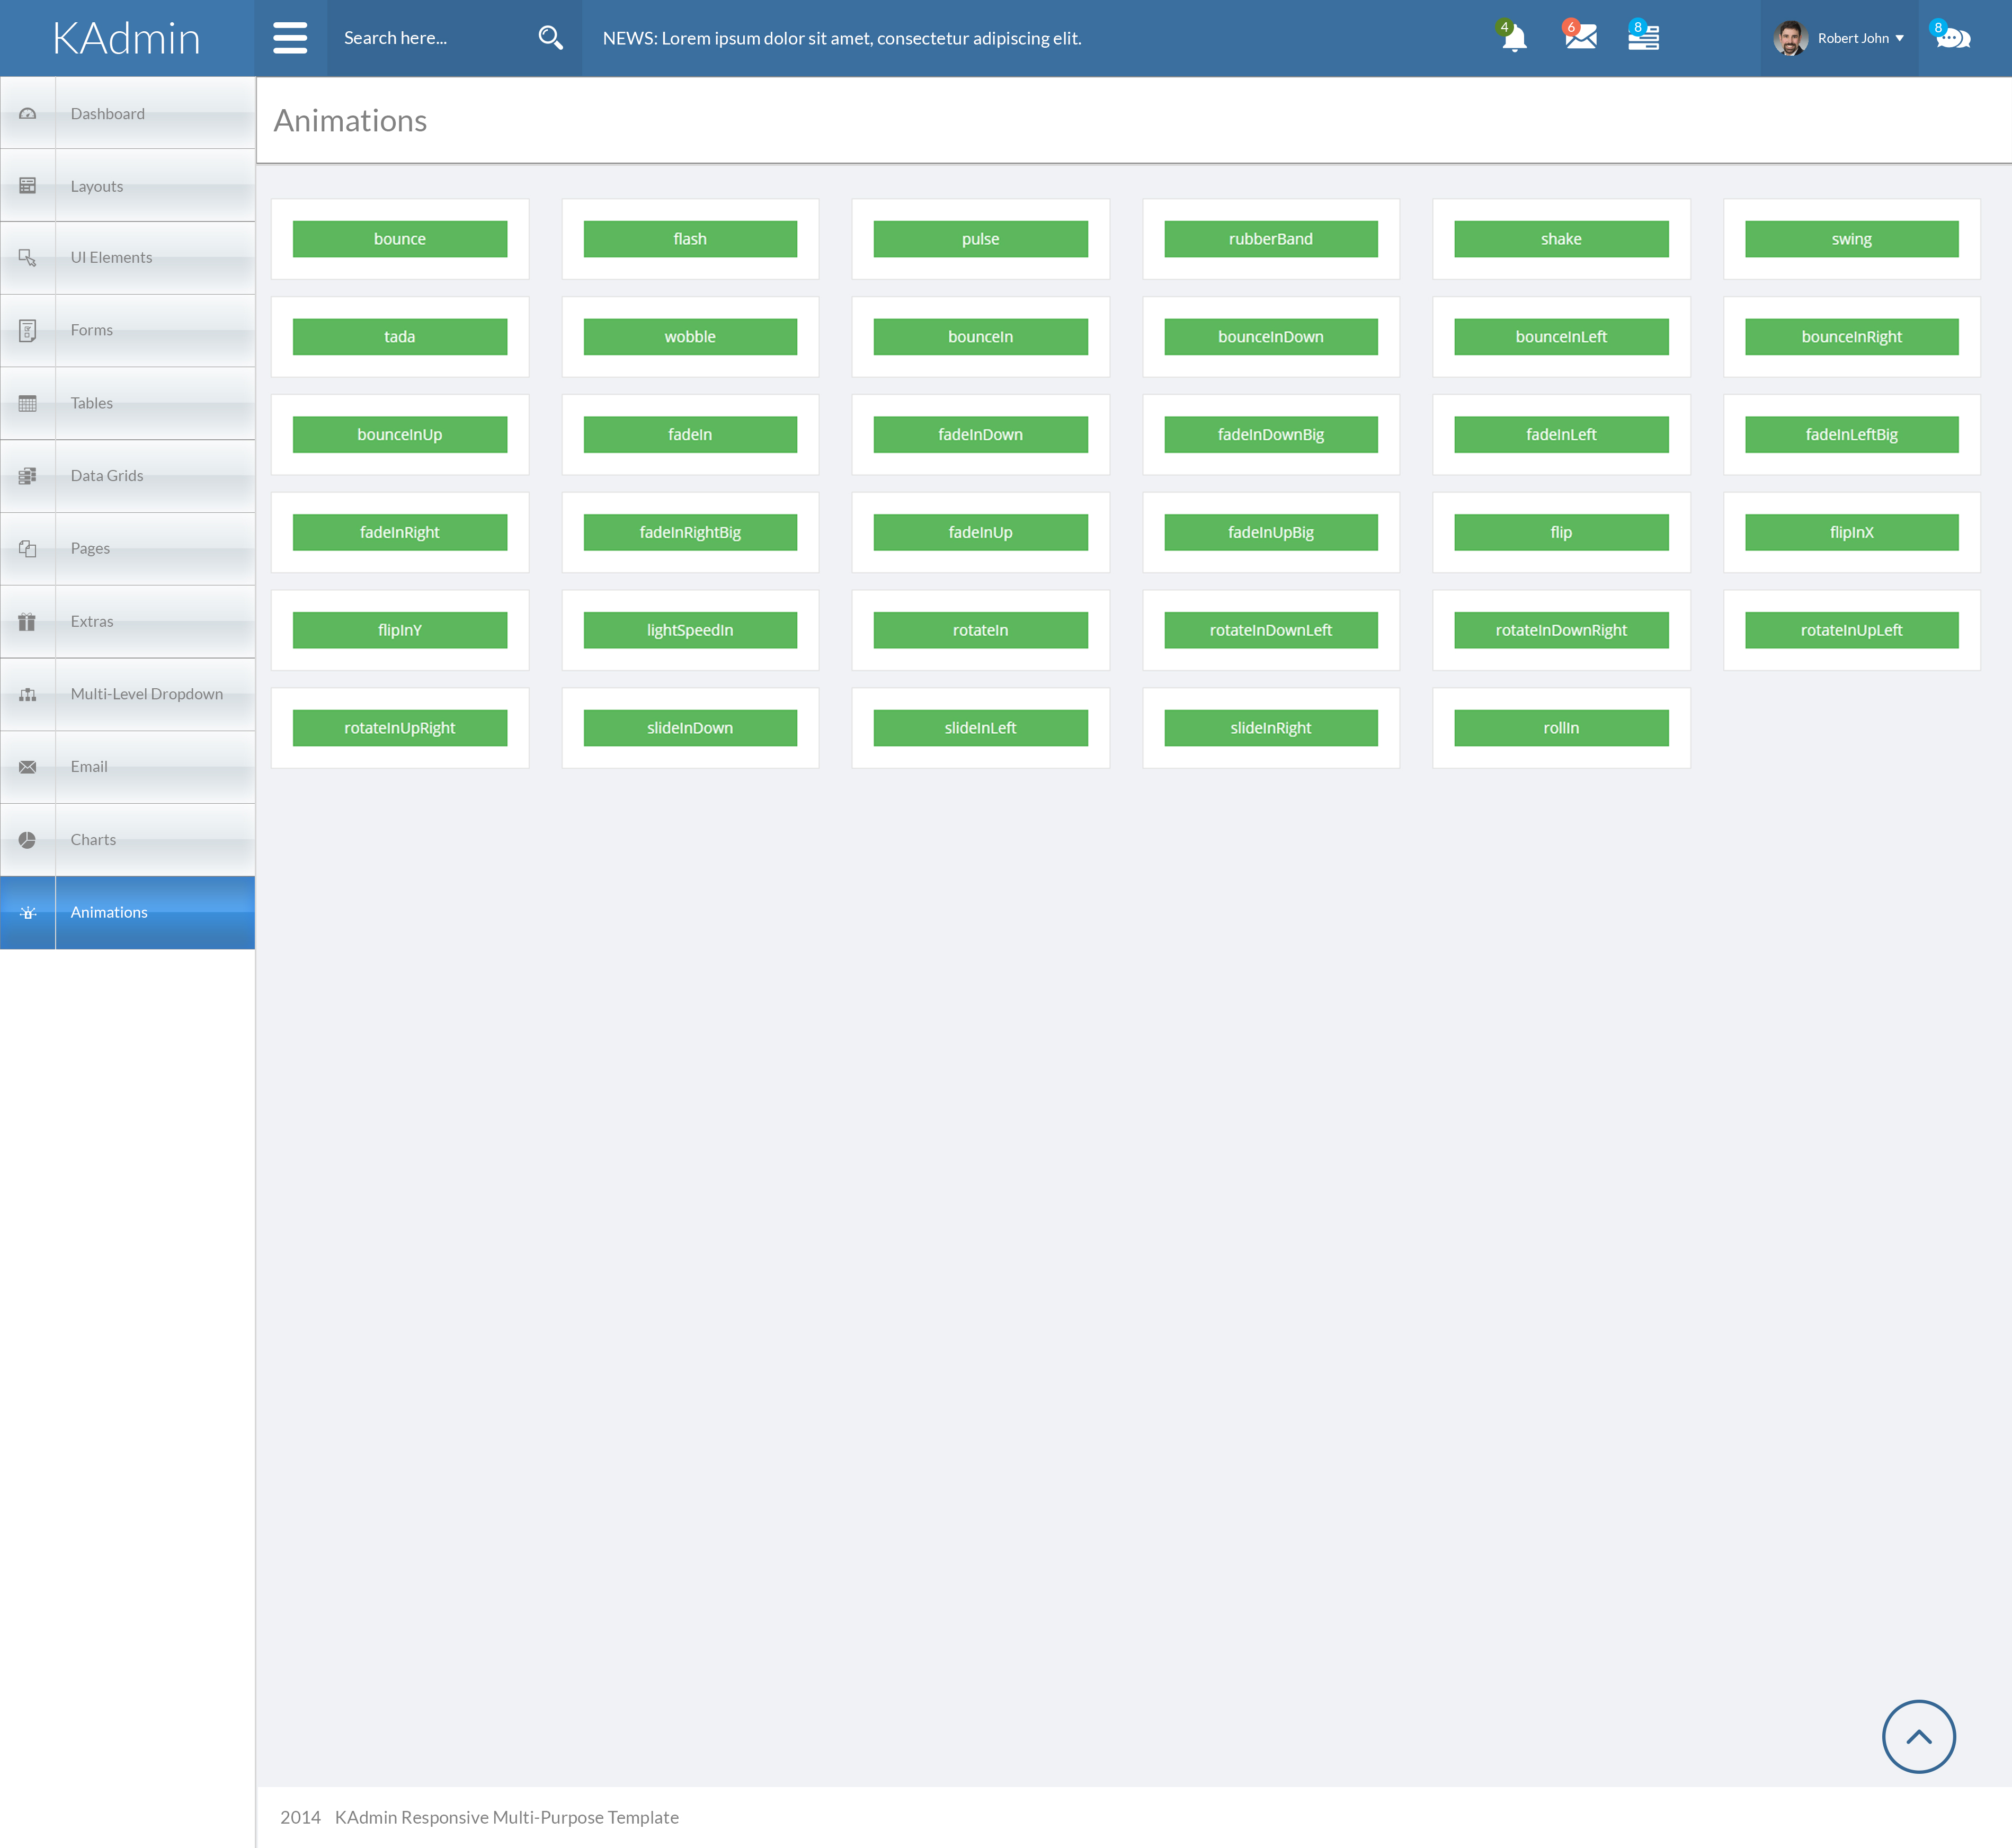 KAdmin
Search here...
NEWS: Lorem ipsum dolor sit amet, consectetur adipiscing elit.
4
6
8
Robert John
8
Dashboard
Layouts
UI Elements
Forms
Tables
Data Grids
Pages
Extras
Multi-Level Dropdown
Email
Charts
Animations
Animations
bounce flash pulse rubberBand shake swing
tada wobble bounceIn bounceInDown bounceInLeft bounceInRight
bounceInUp fadeIn fadeInDown fadeInDownBig fadeInLeft fadeInLeftBig
fadeInRight fadeInRightBig fadeInUp fadeInUpBig flip flipInX
flipInY lightSpeedIn rotateIn rotateInDownLeft rotateInDownRight rotateInUpLeft
rotateInUpRight slideInDown slideInLeft slideInRight rollIn
2014 KAdmin Responsive Multi-Purpose Template